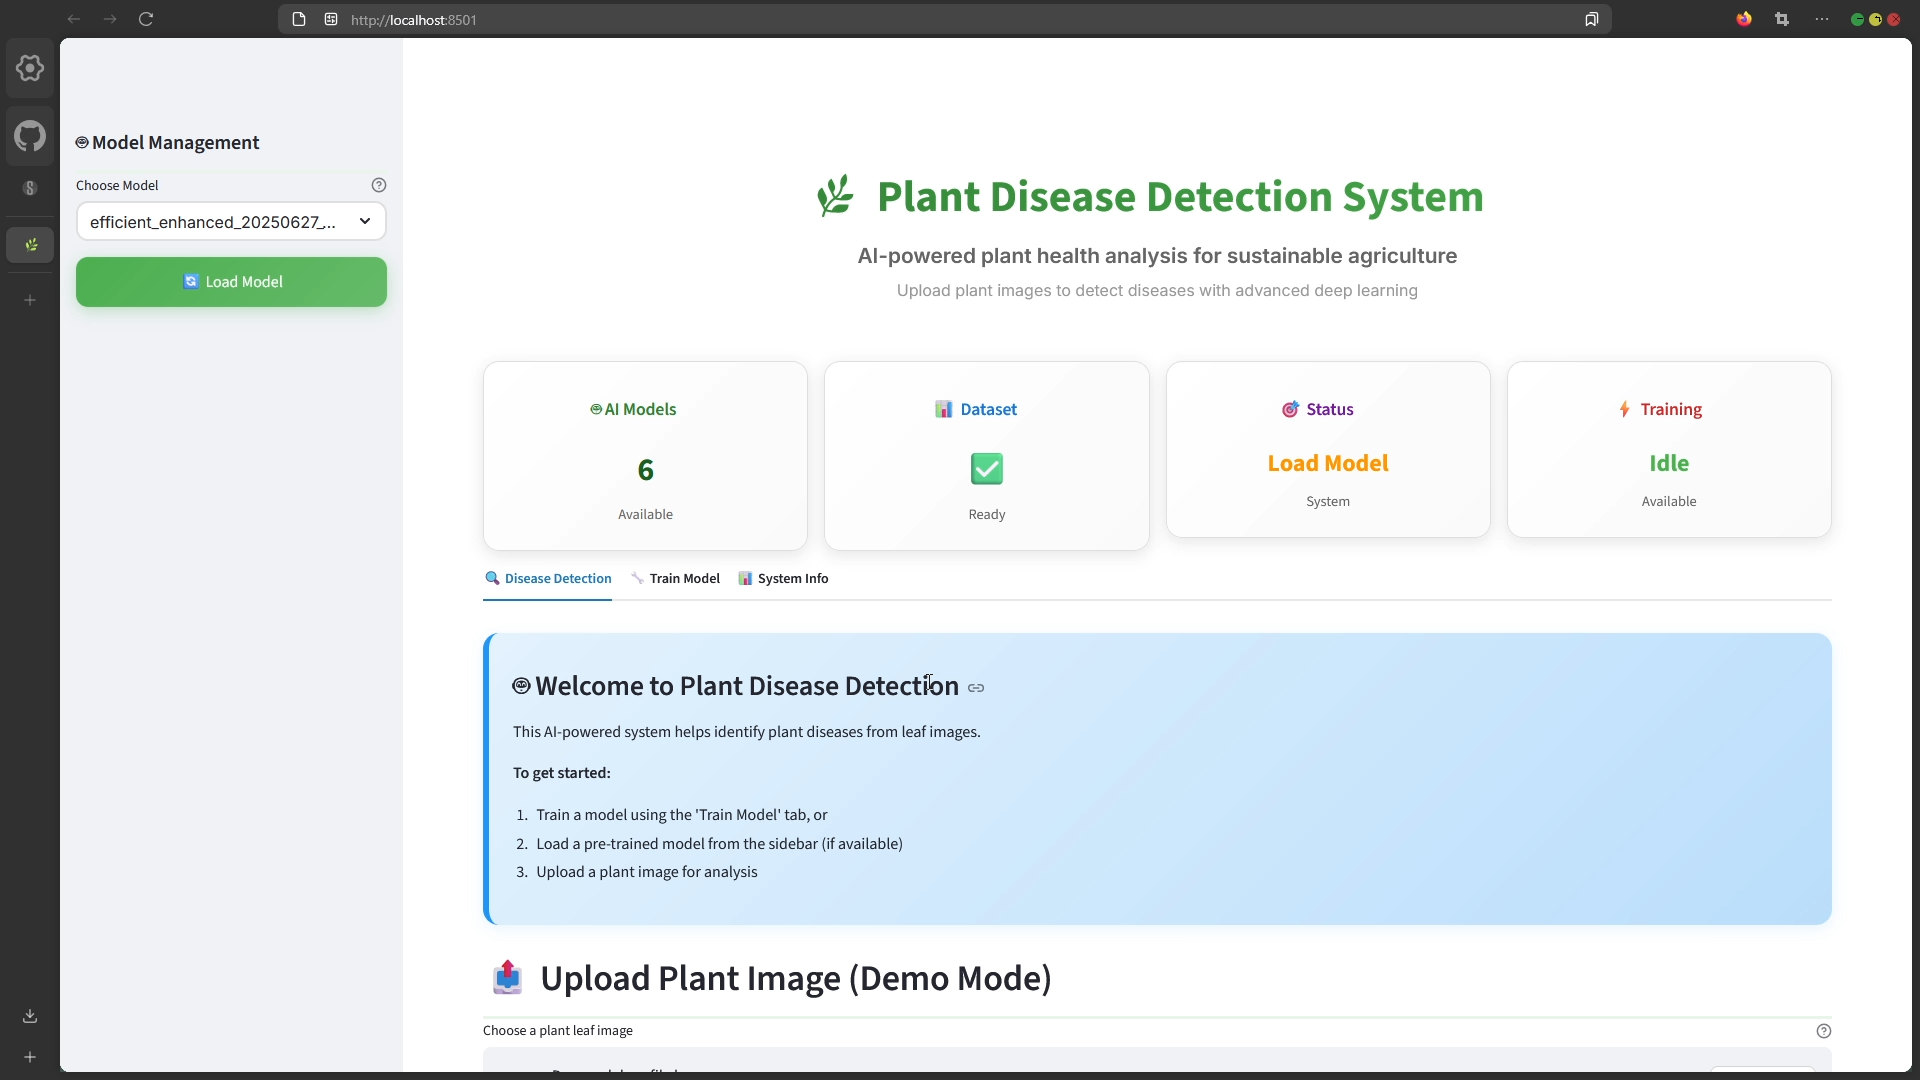 http://localhost:8501
Model Management
Choose Model
efficient_enhanced_20250627_...
Load Model
Plant Disease Detection System
AI-powered plant health analysis for sustainable agriculture
Upload plant images to detect diseases with advanced deep learning
AI Models
6
Available
Dataset
Ready
Status
Load Model
System
Training
Idle
Available
Disease Detection
Train Model
System Info
Welcome to Plant Disease Detection
This AI-powered system helps identify plant diseases from leaf images.
To get started:
1. Train a model using the 'Train Model' tab, or
2. Load a pre-trained model from the sidebar (if available)
3. Upload a plant image for analysis
Upload Plant Image (Demo Mode)
Choose a plant leaf image